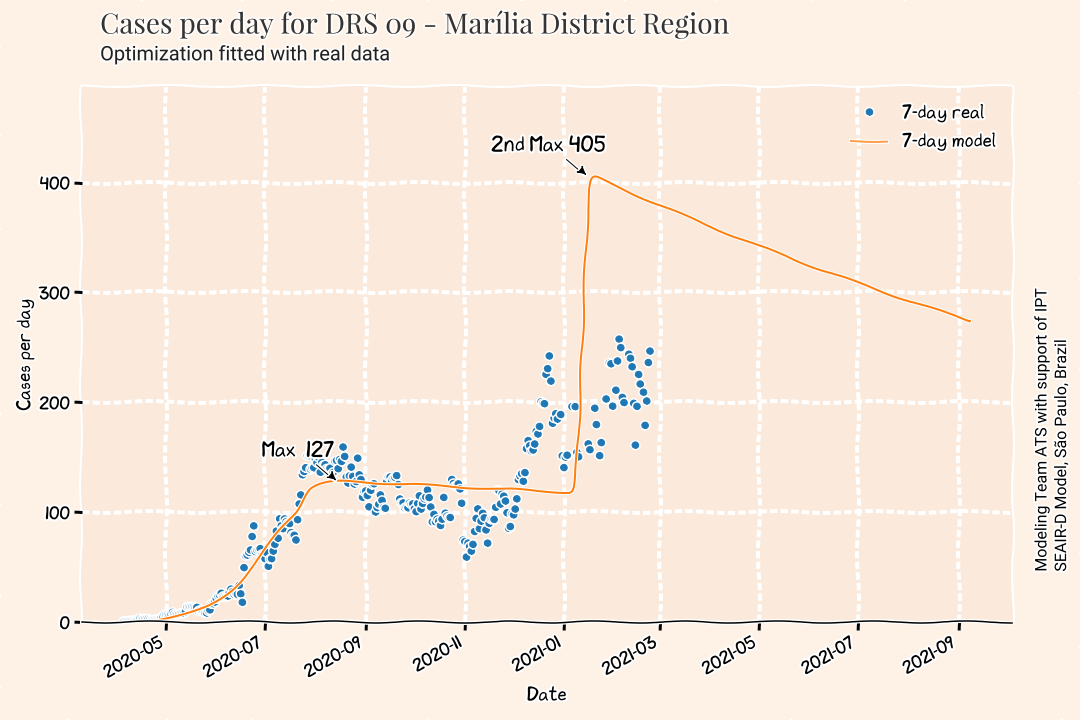 Cases per day for DRS 09 - Marília District Region
Optimization fitted with real data
7-day real
7-day model
2nd Max 405
Max 127
400
300
200
100
0
Cases per day
2020-05
2020-07
2020-09
2020-11
2021-01
2021-03
2021-05
2021-07
2021-09
Date
Modeling Team ATS with support of IPT
SEAIR-D Model, São Paulo, Brazil